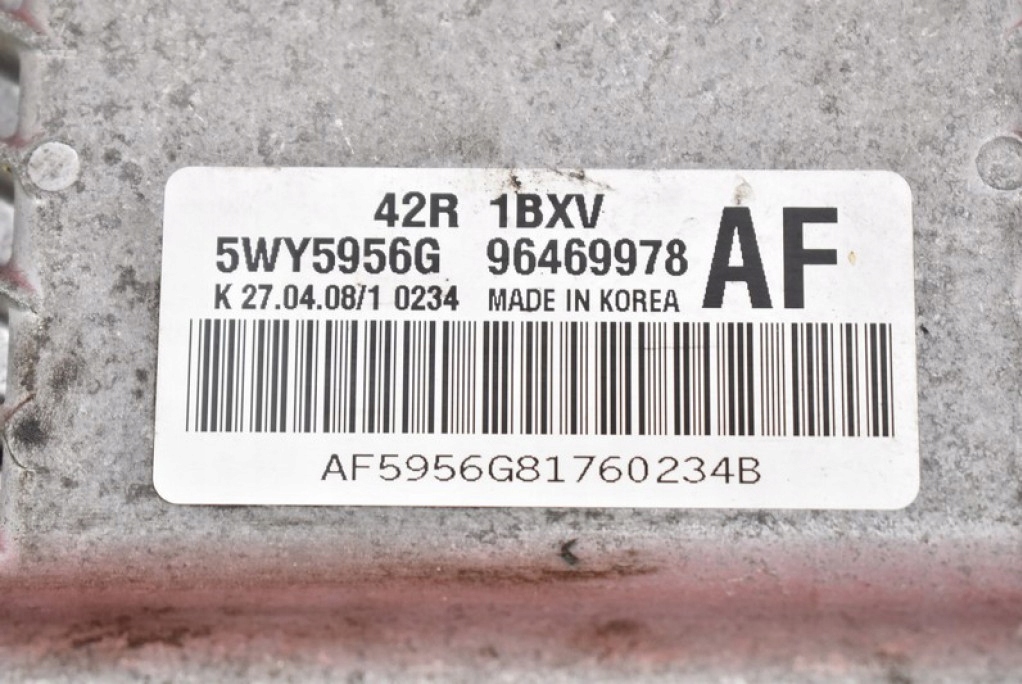 42R 1BXV
5WY5956G 96469978 AF
K 27.04.08/1 0234 MADE IN KOREA
AF5956G81760234B